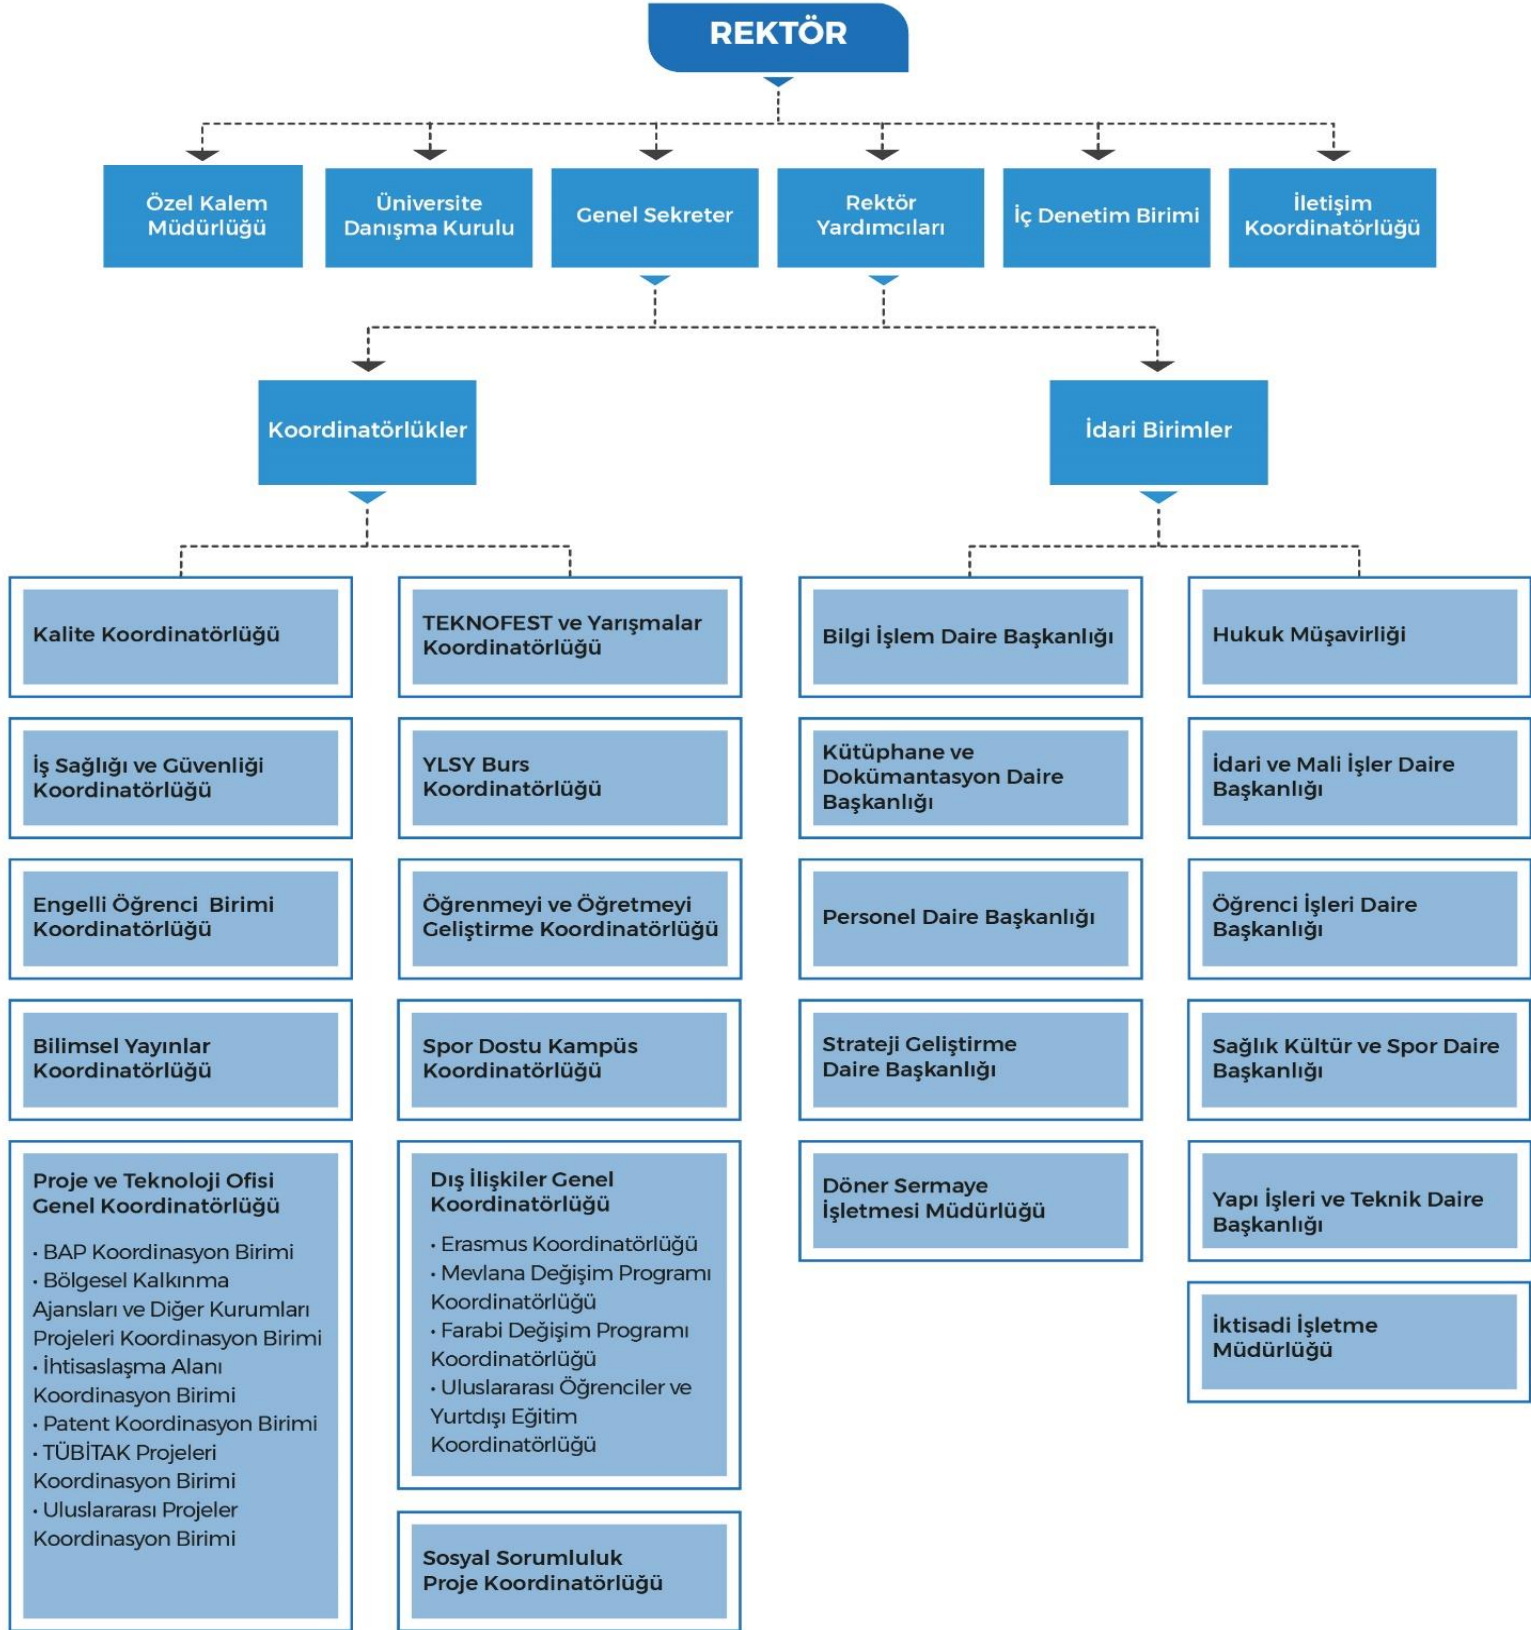 REKTÖR
Özel Kalem
Müdürlüğü
Üniversite
Danışma Kurulu
Genel Sekreter
Rektör
Yardımcıları
İç Denetim Birimi
İletişim
Koordinatörlüğü
Koordinatörlükler
İdari Birimler
Kalite Koordinatörlüğü
İş Sağlığı ve Güvenliği
Koordinatörlüğü
Engelli Öğrenci Birimi
Koordinatörlüğü
Bilimsel Yayınlar
Koordinatörlüğü
Proje ve Teknoloji Ofisi
Genel Koordinatörlüğü
· BAP Koordinasyon Birimi
· Bölgesel Kalkınma
Ajansları ve Diğer Kurumları
Projeleri Koordinasyon Birimi
· İhtisaslaşma Alanı
Koordinasyon Birimi
· Patent Koordinasyon Birimi
· TÜBİTAK Projeleri
Koordinasyon Birimi
· Uluslararası Projeler
Koordinasyon Birimi
TEKNOFEST ve Yarışmalar
Koordinatörlüğü
YLSY Burs
Koordinatörlüğü
Öğrenmeyi ve Öğretmeyi
Geliştirme Koordinatörlüğü
Spor Dostu Kampüs
Koordinatörlüğü
Dış İlişkiler Genel
Koordinatörlüğü
· Erasmus Koordinatörlüğü
· Mevlana Değişim Programı
Koordinatörlüğü
· Farabi Değişim Programı
Koordinatörlüğü
· Uluslararası Öğrenciler ve
Yurtdışı Eğitim
Koordinatörlüğü
Sosyal Sorumluluk
Proje Koordinatörlüğü
Bilgi İşlem Daire Başkanlığı
Kütüphane ve
Dokümantasyon Daire
Başkanlığı
Personel Daire Başkanlığı
Strateji Geliştirme
Daire Başkanlığı
Döner Sermaye
İşletmesi Müdürlüğü
Hukuk Müşavirliği
İdari ve Mali İşler Daire
Başkanlığı
Öğrenci İşleri Daire
Başkanlığı
Sağlık Kültür ve Spor Daire
Başkanlığı
Yapı İşleri ve Teknik Daire
Başkanlığı
İktisadi İşletme
Müdürlüğü